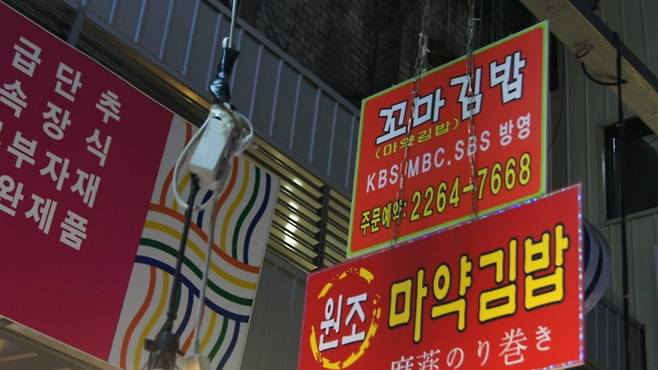 추
단 장 식
급 속 부 자 재
완 제 품
꼬마김밥
(마약김밥)
KBS, MBC. SBS 방영
주문예약: 2264-7668
원조
마약김밥
麻薬のり巻き